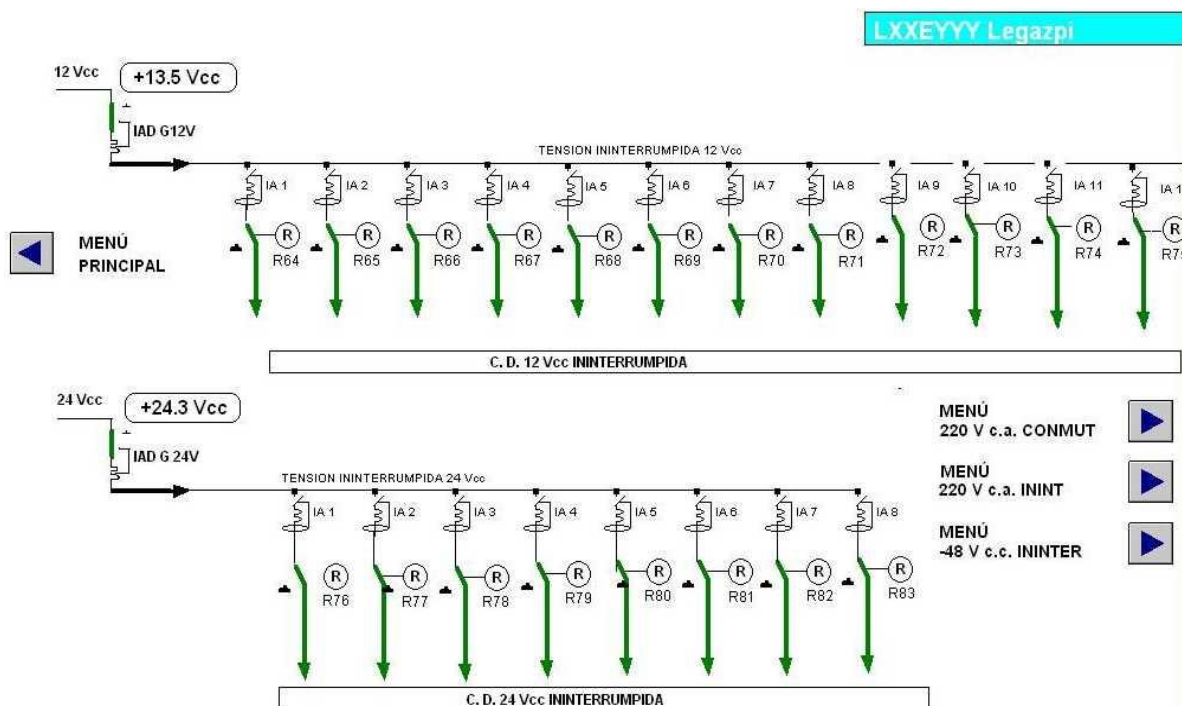 LXXEYYY Legazpi
12 Vcc
+13.5 Vcc
IAD G12V
TENSION ININTERRUMPIDA 12 Vcc
IA 1
IA 2
IA 3
IA 4
IA 5
IA 6
IA 7
IA 8
IA 9
IA 10
IA 11
R R R R R R R R R R R R
R64
R65
R66
R67
R68
R69
R70
R71
R72
R73
R74
MENÚ
PRINCIPAL
C. D. 12 Vcc ININTERRUMPIDA
24 Vcc
+24.3 Vcc
IAD G 24V
TENSION ININTERRUMPIDA 24 Vcc
IA 1
IA 2
IA 3
IA 4
IA 5
IA 6
IA 7
IA 8
R R R R R R R R
R76
R77
R78
R79
R80
R81
R82
R83
MENÚ
220 V c.a. CONMUT
MENÚ
220 V c.a. ININT
MENÚ
-48 V c.c. ININTER
C. D. 24 Vcc ININTERRUMPIDA